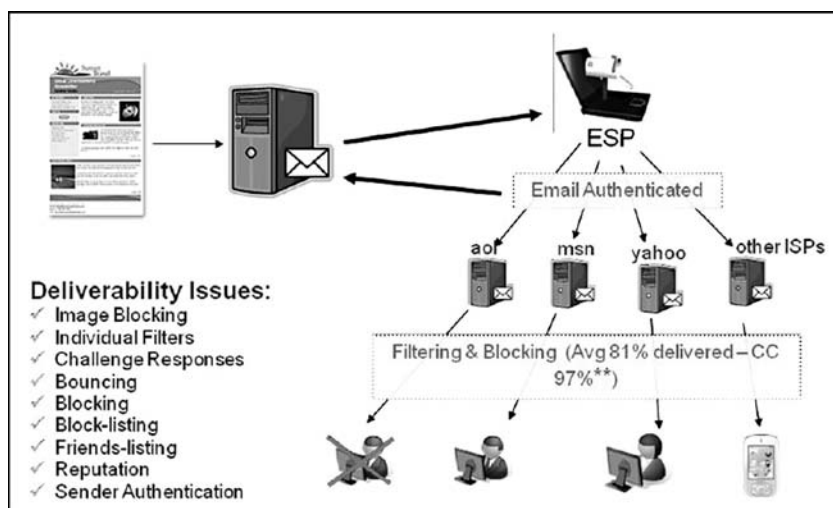 ESP
Email Authenticated
aol
msn
yahoo
other ISPs
Filtering & Blocking (Avg 81% delivered – CC
97%**)
Deliverability Issues:
✓ Image Blocking
✓ Individual Filters
✓ Challenge Responses
✓ Bouncing
✓ Blocking
✓ Block-listing
✓ Friends-listing
✓ Reputation
✓ Sender Authentication